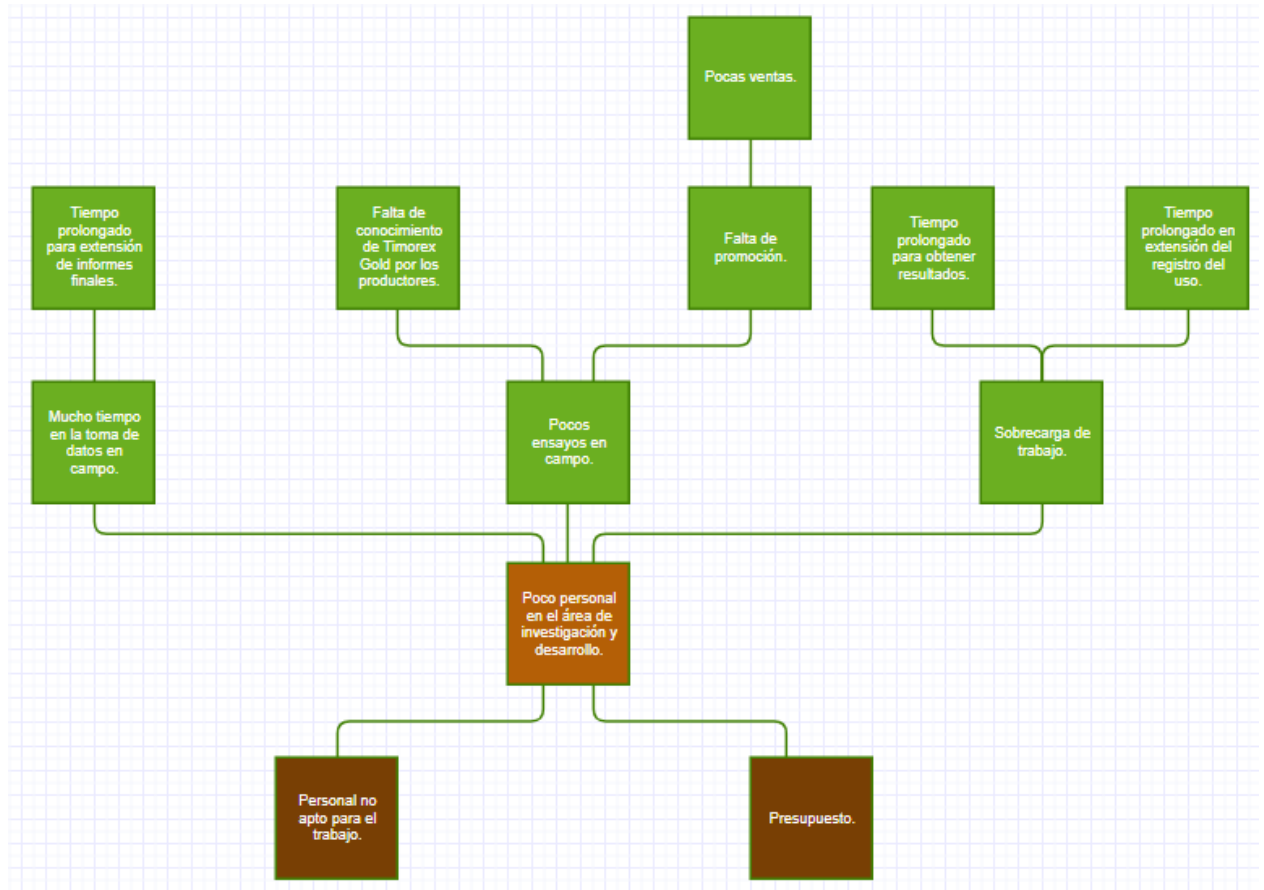 Pocas ventas.
Tiempo
prolongado
para extensión
de informes
finales.
Falta de
conocimiento
de Timorex
Gold por los
productores.
Falta de
promoción.
Tiempo
prolongado
para obtener
resultados.
Tiempo
prolongado en
extensión del
registro del
uso.
Mucho tiempo
en la toma de
datos en
campo.
Pocos
ensayos en
campo.
Sobrecarga de
trabajo.
Poco personal
en el área de
investigación y
desarrollo.
Personal no
apto para el
trabajo.
Presupuesto.